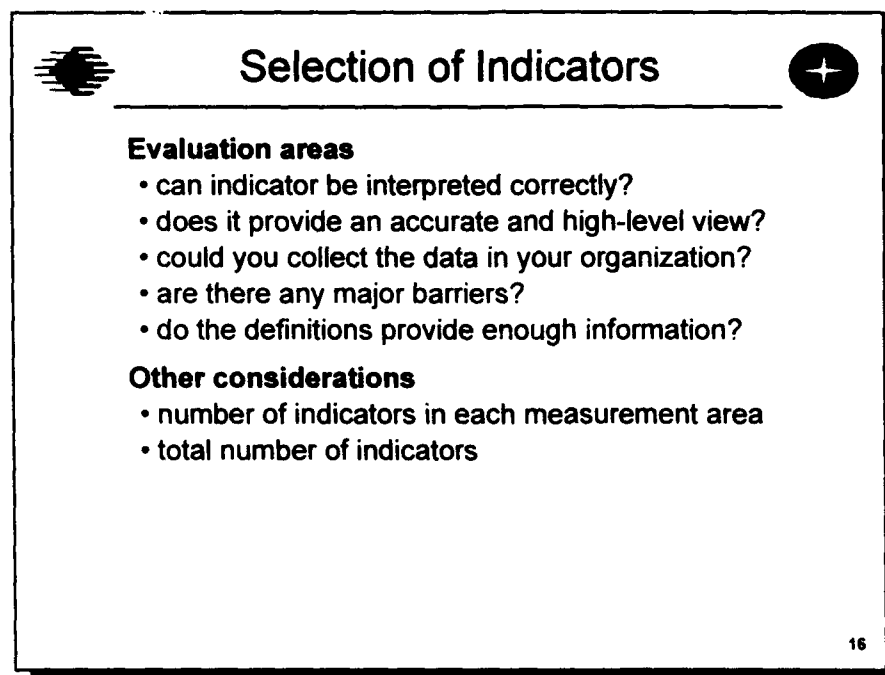 Selection of Indicators
Evaluation areas
• can indicator be interpreted correctly?
• does it provide an accurate and high-level view?
• could you collect the data in your organization?
• are there any major barriers?
• do the definitions provide enough information?
Other considerations
• number of indicators in each measurement area
• total number of indicators
16